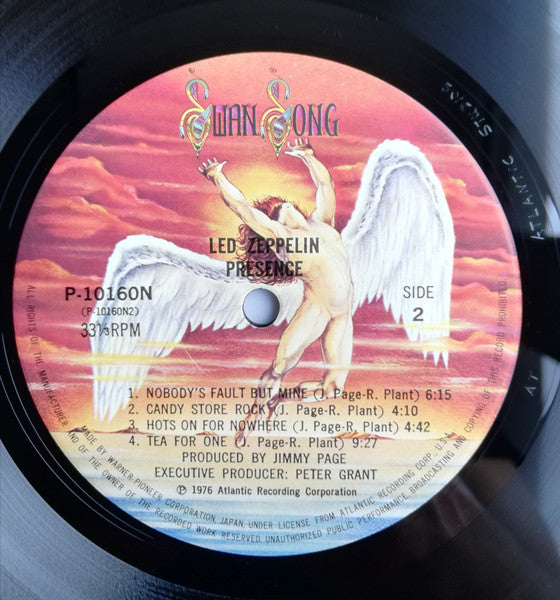 SWAN SONG
LED ZEPPELIN
PRESENCE
P-10160N
(P-10160N2)
33⅓RPM
SIDE
2
1. NOBODY'S FAULT BUT MINE (J. Page-R. Plant) 6:15
2. CANDY STORE ROCK (J. Page-R. Plant) 4:10
3. HOTS ON FOR NOWHERE (J. Page-R. Plant) 4:42
4. TEA FOR ONE (J. Page-R. Plant) 9:27
PRODUCED BY JIMMY PAGE
EXECUTIVE PRODUCER: PETER GRANT
℗ 1976 Atlantic Recording Corporation
MADE BY WARNER-PIONEER CORPORATION, JAPAN, UNDER LICENSE FROM ATLANTIC RECORDING CORP. U.S.A.
ALL RIGHTS OF THE MANUFACTURER AND OF THE OWNER OF THE RECORDED WORK RESERVED. UNAUTHORIZED PUBLIC PERFORMANCE, BROADCASTING AND COPYING OF THIS RECORD PROHIBITED.
ATLANTIC STUDIOS
AT